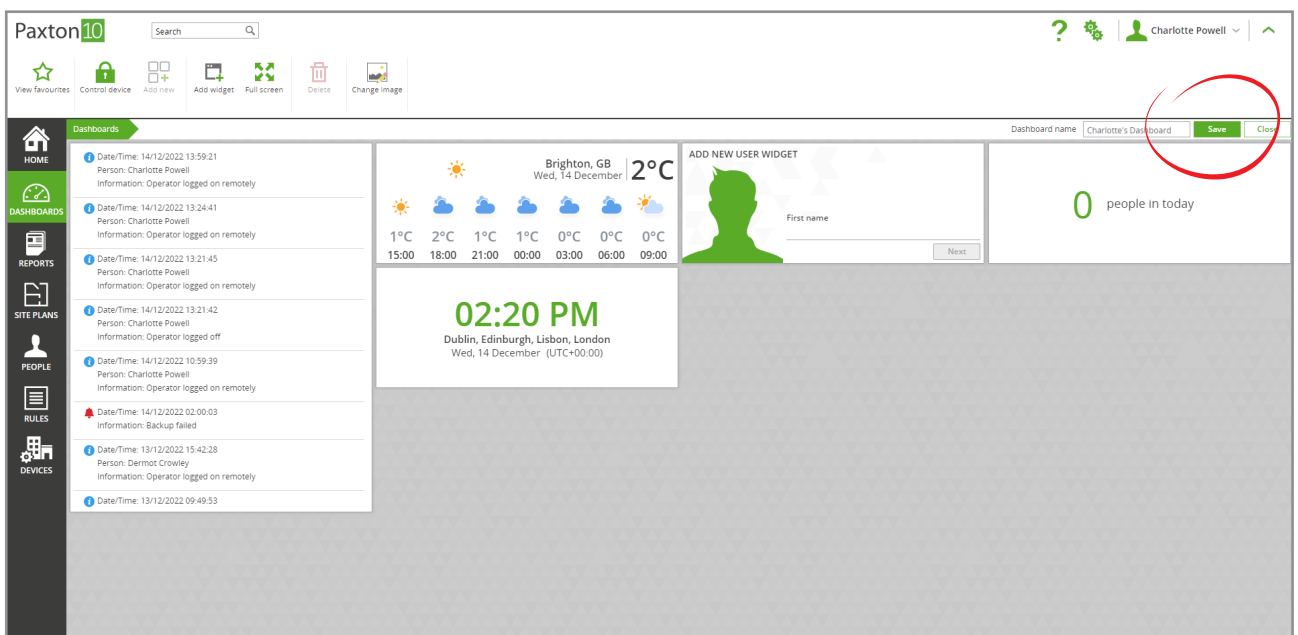 Paxton 10
Search
Charlotte Powell
View favourites
Control device
Add new
Add widget
Full screen
Delete
Change image
HOME
DASHBOARDS
REPORTS
SITE PLANS
PEOPLE
RULES
DEVICES
Dashboards
Dashboard name
Charlotte's Dashboard
Save
Close
Date/Time: 14/12/2022 13:59:21
Person: Charlotte Powell
Information: Operator logged on remotely
Date/Time: 14/12/2022 13:24:41
Person: Charlotte Powell
Information: Operator logged on remotely
Date/Time: 14/12/2022 13:21:45
Person: Charlotte Powell
Information: Operator logged on remotely
Date/Time: 14/12/2022 13:21:42
Person: Charlotte Powell
Information: Operator logged off
Date/Time: 14/12/2022 10:59:39
Person: Charlotte Powell
Information: Operator logged on remotely
Date/Time: 14/12/2022 02:00:03
Information: Backup failed
Date/Time: 13/12/2022 15:42:28
Person: Dermot Crowley
Information: Operator logged on remotely
Date/Time: 13/12/2022 09:49:53
Brighton, GB
Wed, 14 December
2°C
1°C 2°C 1°C 1°C 0°C 0°C 0°C
15:00 18:00 21:00 00:00 03:00 06:00 09:00
02:20 PM
Dublin, Edinburgh, Lisbon, London
Wed, 14 December (UTC+00:00)
ADD NEW USER WIDGET
First name
Next
0 people in today